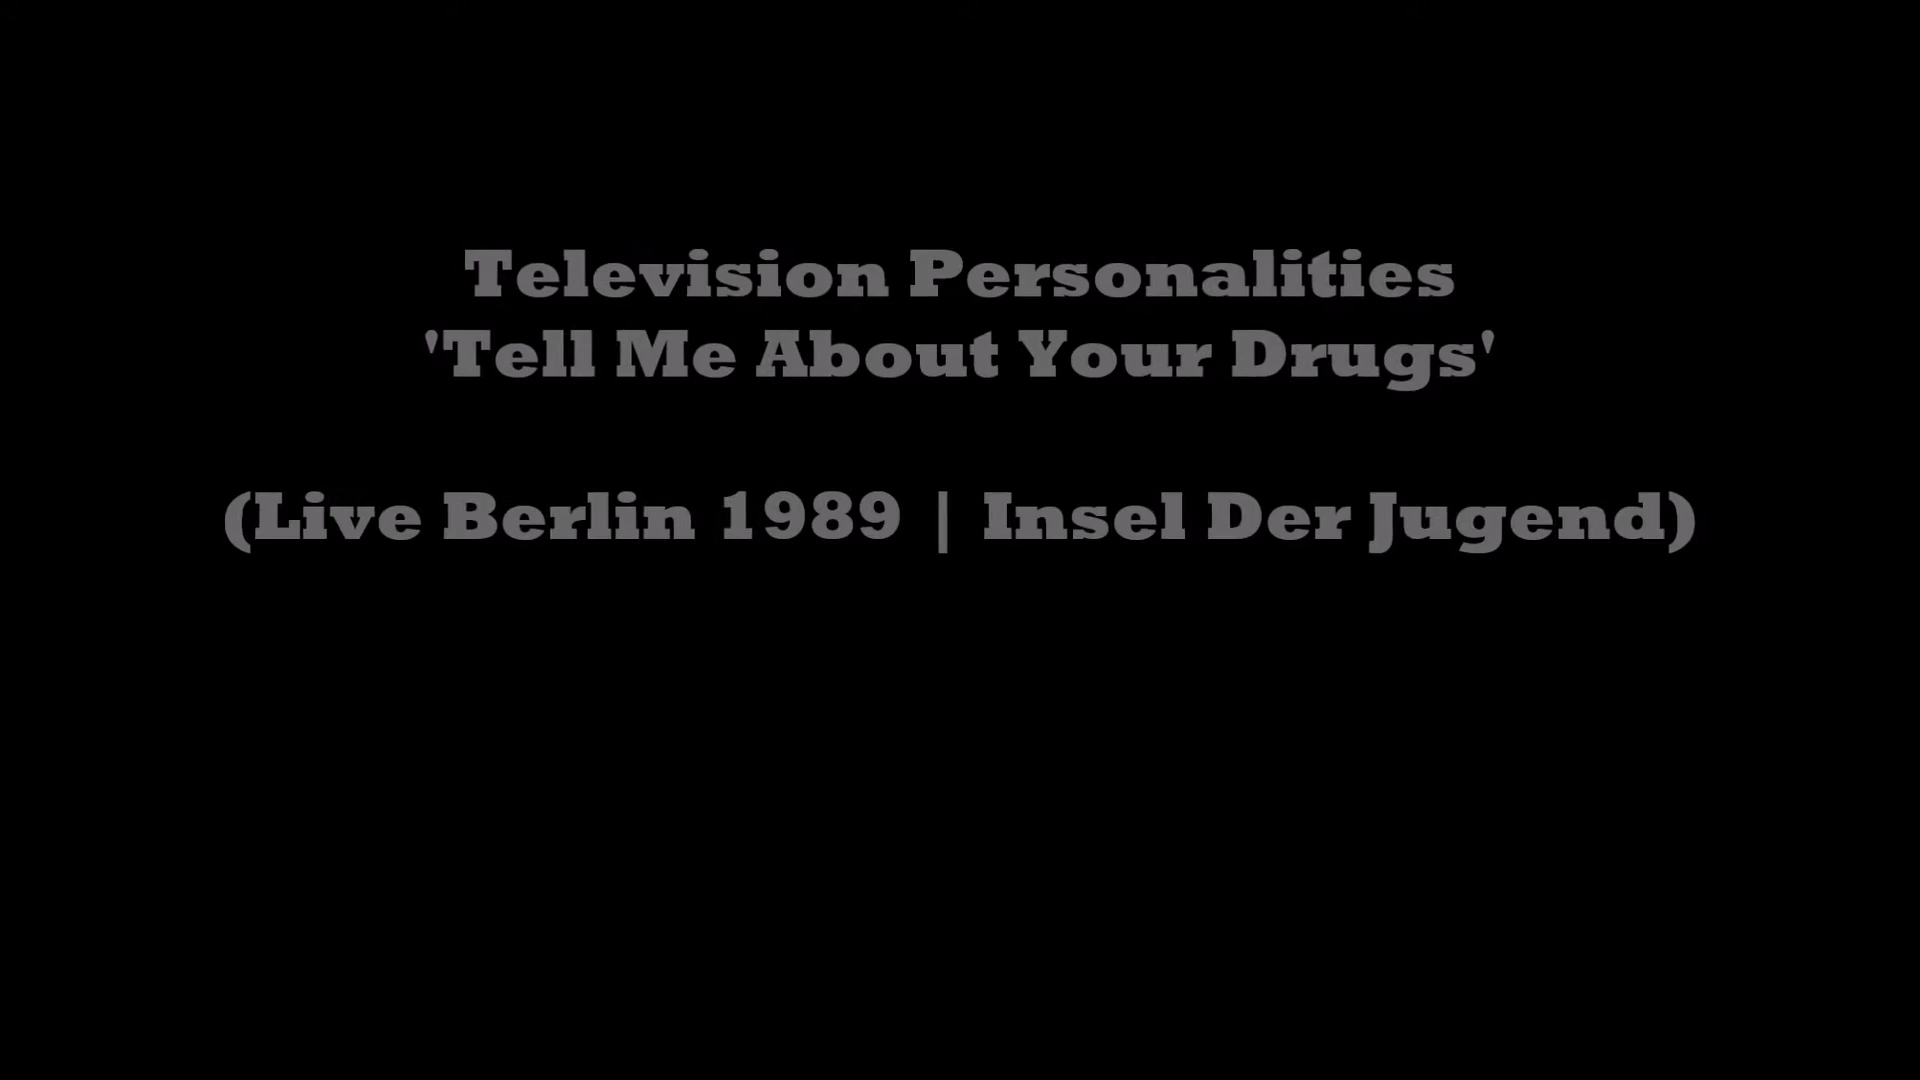 Television Personalities
'Tell Me About Your Drugs'
(Live Berlin 1989 | Insel Der Jugend)